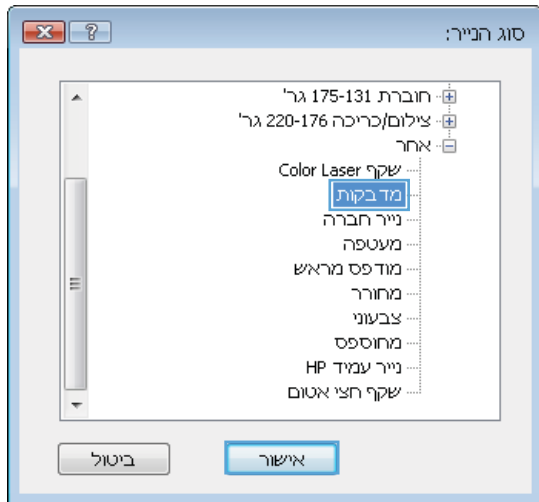 סוג הנייר:
חוברת 175-131 גר'
צילום/כריכה 220-176 גר'
אחר
שקף Color Laser
מדבקות
נייר חברה
מעטפה
מודפס מראש
מחורר
צבעוני
מחוספס
נייר עמיד HP
שקף חצי אטום
אישור
ביטול